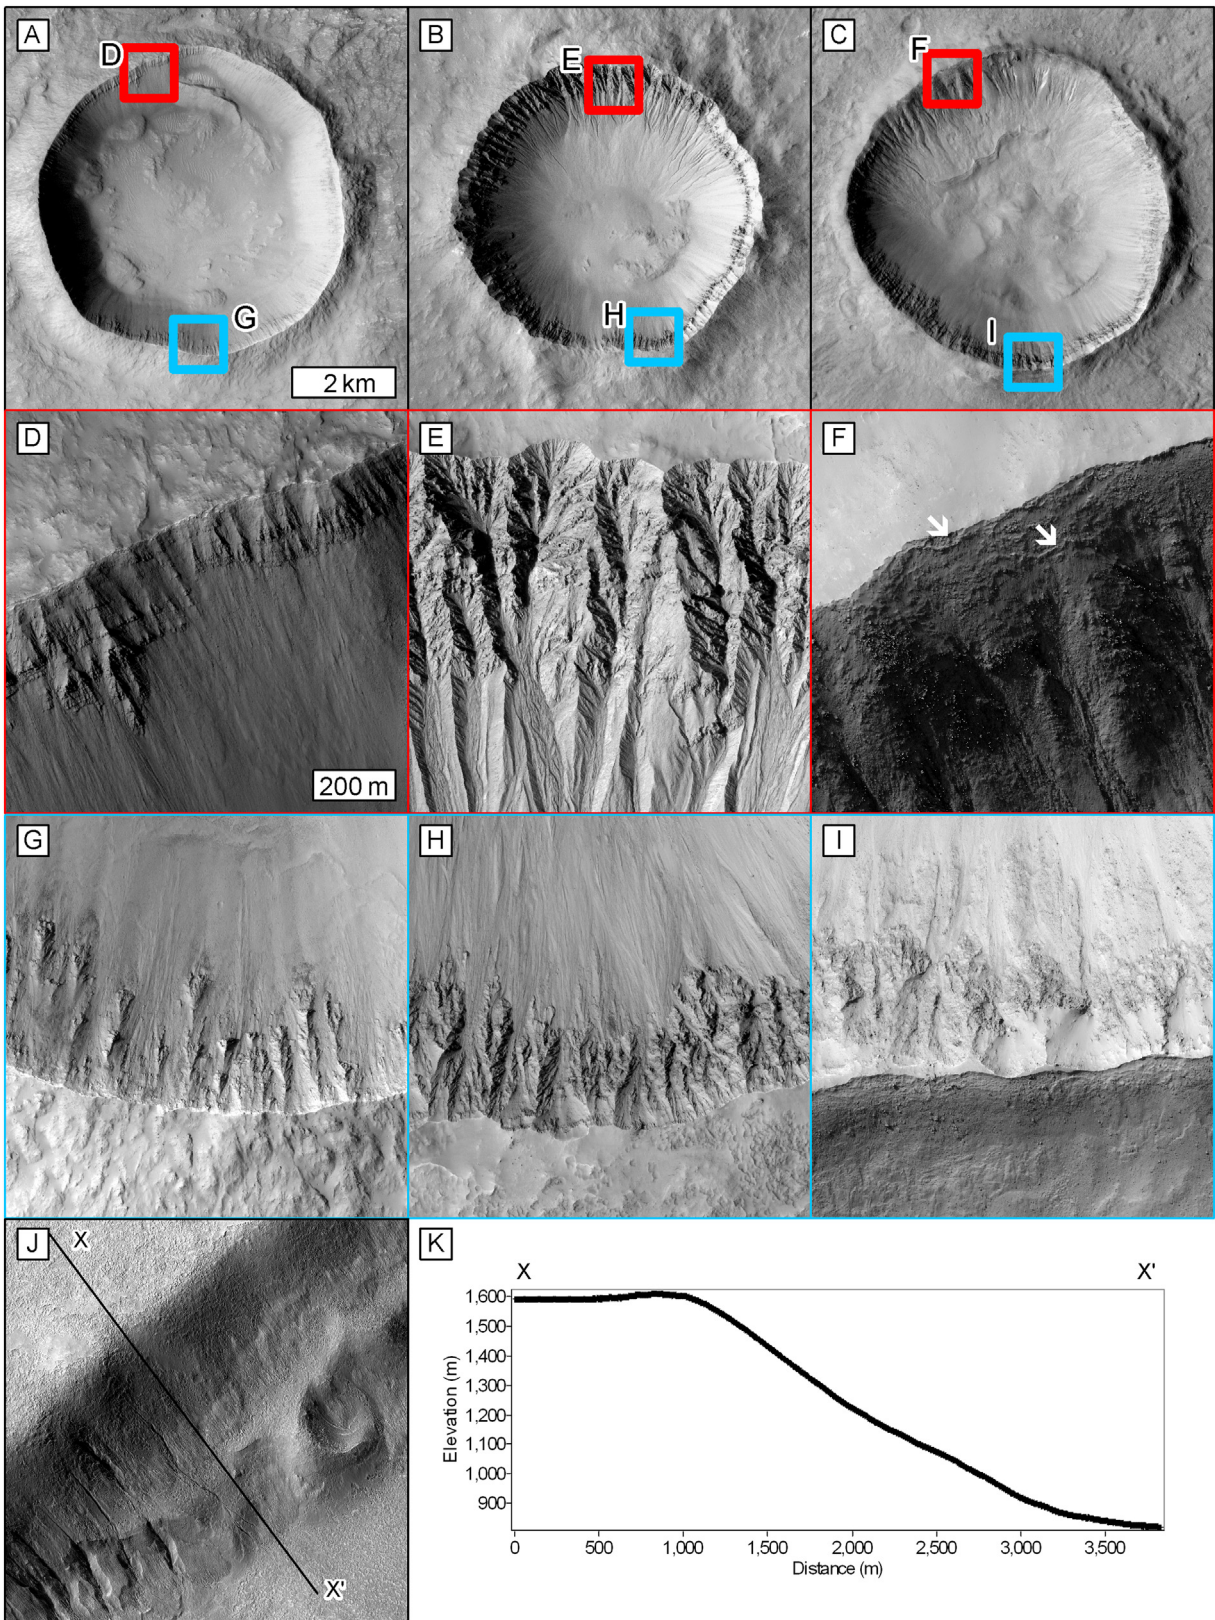 A
B
C
D
E
F
G
H
I
2 km
D
E
F
200 m
G
H
I
J
X
X'
K
X
X'
1,600
1,500
1,400
1,300
1,200
1,100
1,000
900
Elevation (m)
0 500 1,000 1,500 2,000 2,500 3,000 3,500
Distance (m)